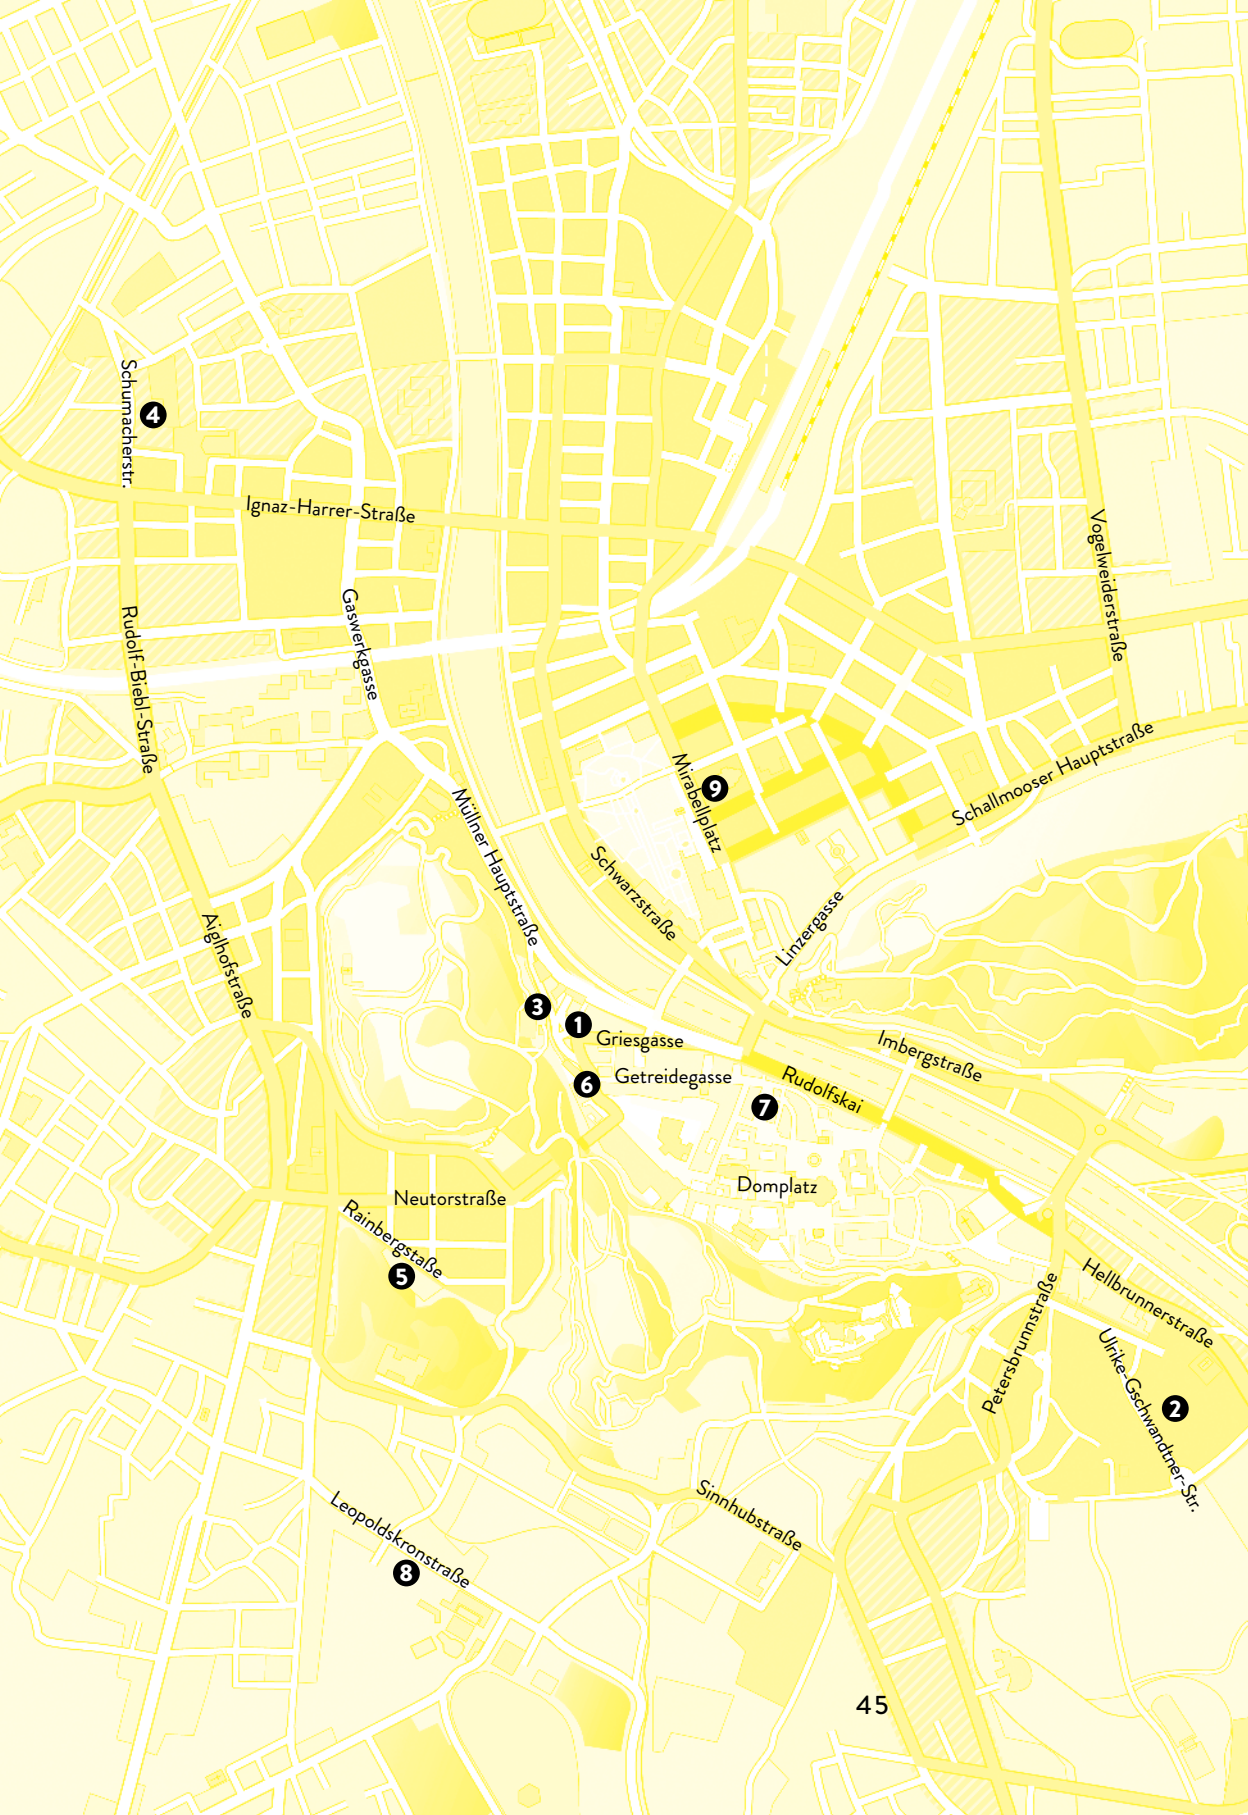 Schumacherstr.
4
Ignaz-Harrer-Straße
Vogelweiderstraße
Gaswerkgasse
Rudolf-Biebl-Straße
Schallmooser Hauptstraße
Mirabellplatz
9
Müllner Hauptstraße
Schwarzstraße
Linzergasse
Aiglhofstraße
3
1
Griesgasse
Imbergstraße
6
Getreidegasse
Rudolfskai
7
Domplatz
Neutorstraße
Rainbergstaße
5
Hellbrunnerstraße
Petersbrunnstraße
Ulrike-Gschwandtner-Str.
2
Sinnhubstraße
Leopoldskronstraße
8
45